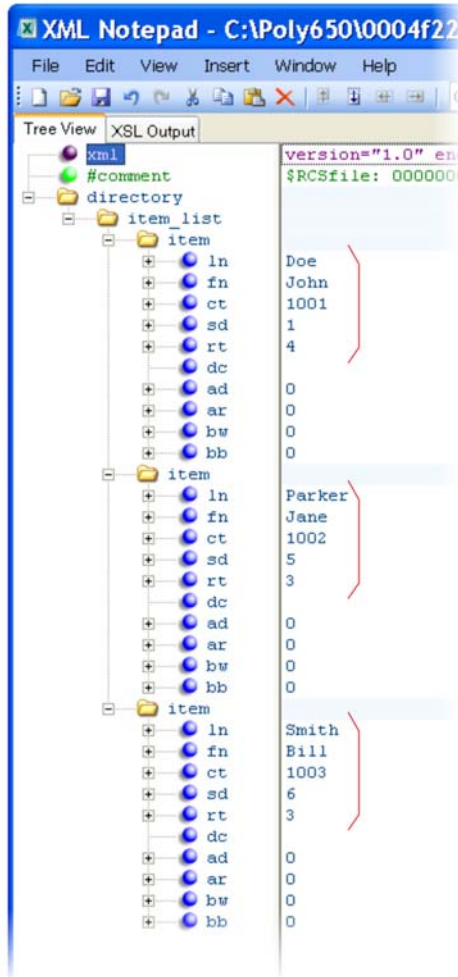 XML Notepad - C:\Poly650\0004f22
File Edit View Insert Window Help
Tree View XSL Output
xml version="1.0" en
#comment $RCSfile: 000000
directory
item_list
item
ln Doe
fn John
ct 1001
sd 1
rt 4
dc
ad 0
ar 0
bw 0
bb 0
item
ln Parker
fn Jane
ct 1002
sd 5
rt 3
dc
ad 0
ar 0
bw 0
bb 0
item
ln Smith
fn Bill
ct 1003
sd 6
rt 3
dc
ad 0
ar 0
bw 0
bb 0